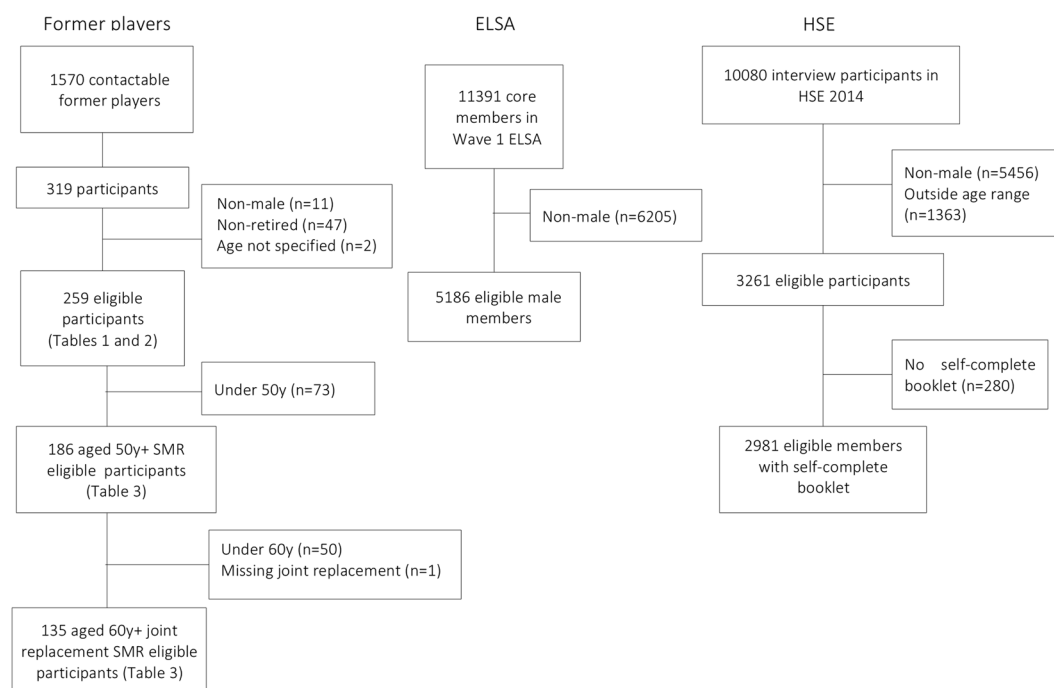 Former players
1570 contactable
former players
319 participants
Non-male (n=11)
Non-retired (n=47)
Age not specified (n=2)
259 eligible
participants
(Tables 1 and 2)
Under 50y (n=73)
186 aged 50y+ SMR
eligible participants
(Table 3)
Under 60y (n=50)
Missing joint replacement (n=1)
135 aged 60y+ joint
replacement SMR eligible
participants (Table 3)
ELSA
11391 core
members in
Wave 1 ELSA
Non-male (n=6205)
5186 eligible male
members
HSE
10080 interview participants in
HSE 2014
Non-male (n=5456)
Outside age range
(n=1363)
3261 eligible participants
No self-complete
booklet (n=280)
2981 eligible members
with self-complete
booklet